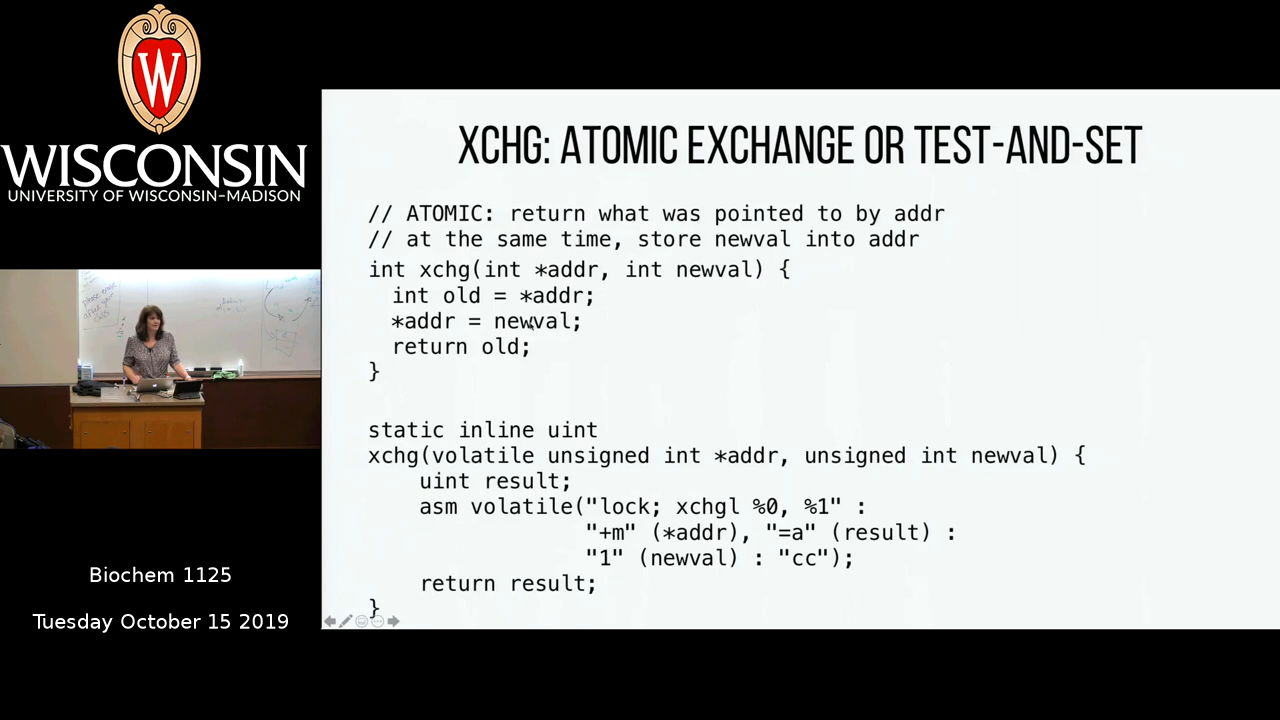 W
WISCONSIN
UNIVERSITY OF WISCONSIN–MADISON
Biochem 1125
Tuesday October 15 2019
XCHG: ATOMIC EXCHANGE OR TEST-AND-SET
// ATOMIC: return what was pointed to by addr
// at the same time, store newval into addr
int xchg(int *addr, int newval) {
  int old = *addr;
  *addr = newval;
  return old;
}
static inline uint
xchg(volatile unsigned int *addr, unsigned int newval) {
    uint result;
    asm volatile("lock; xchgl %0, %1" :
                 "+m" (*addr), "=a" (result) :
                 "1" (newval) : "cc");
    return result;
}